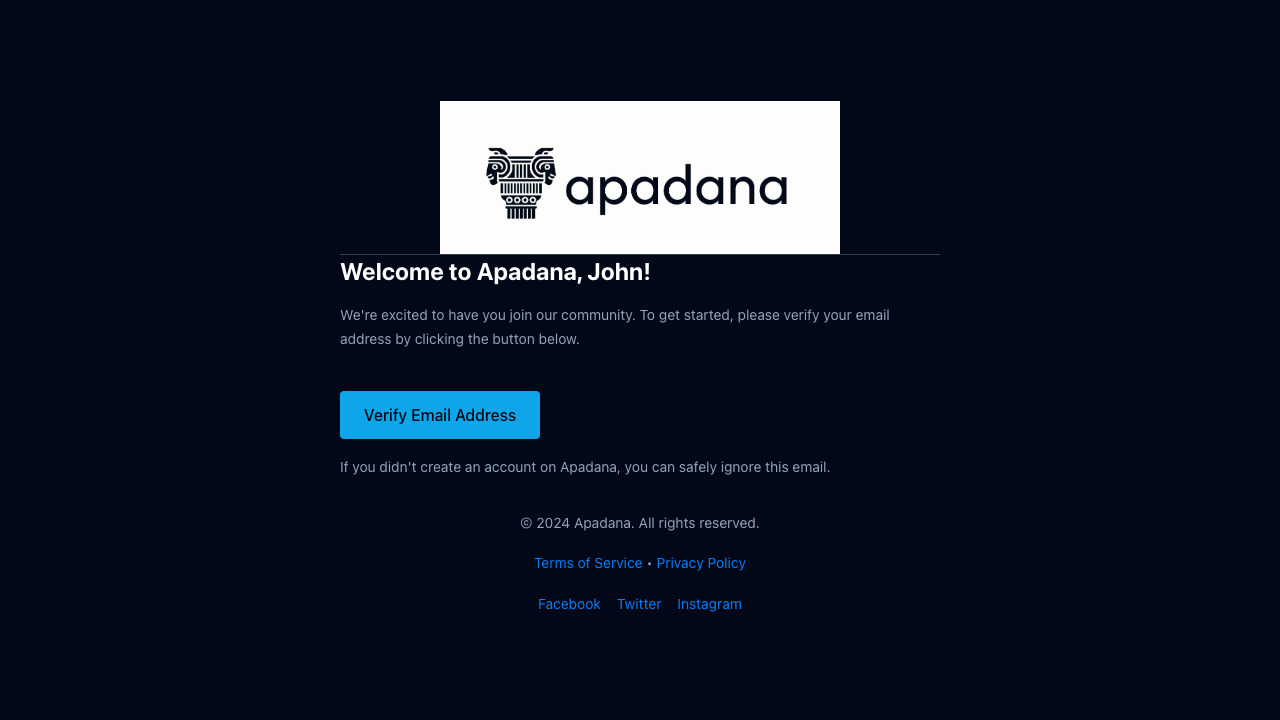 apadana
Welcome to Apadana, John!
We're excited to have you join our community. To get started, please verify your email
address by clicking the button below.
Verify Email Address
If you didn't create an account on Apadana, you can safely ignore this email.
© 2024 Apadana. All rights reserved.
Terms of Service • Privacy Policy
Facebook Twitter Instagram